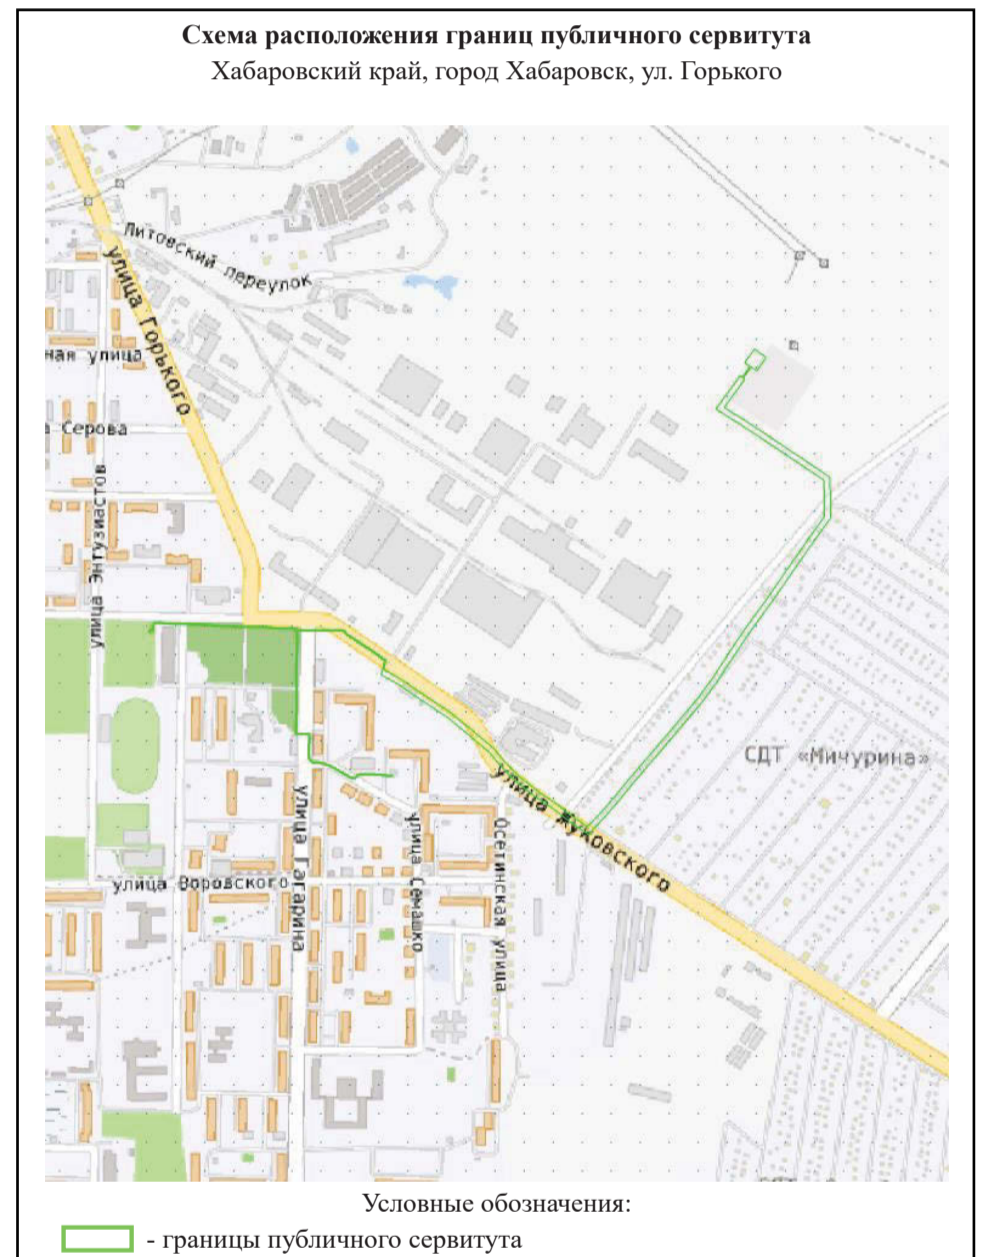 Схема расположения границ публичного сервитута
Хабаровский край, город Хабаровск, ул. Горького
Литовский переулок
улица Горького
ная улица
а Серова
улица Энтузиастов
СДТ «Мичурина»
улица Жуковского
улица Гагарина
улица Семашко
Осетинская улица
улица Воровского
Условные обозначения:
- границы публичного сервитута